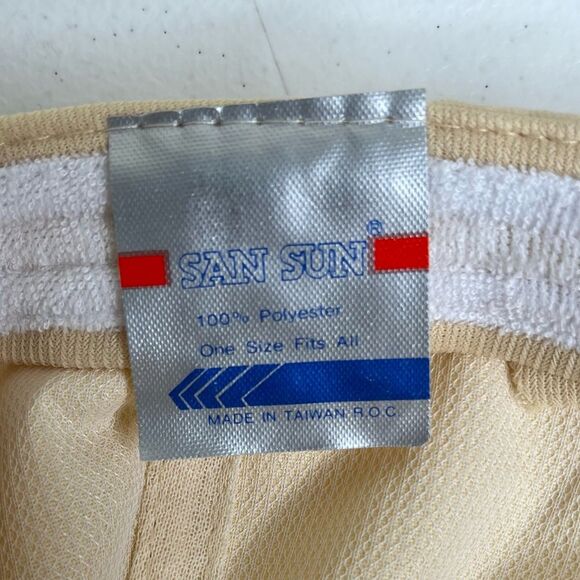 SAN SUN®
100% Polyester
One Size Fits All
MADE IN TAIWAN R.O.C